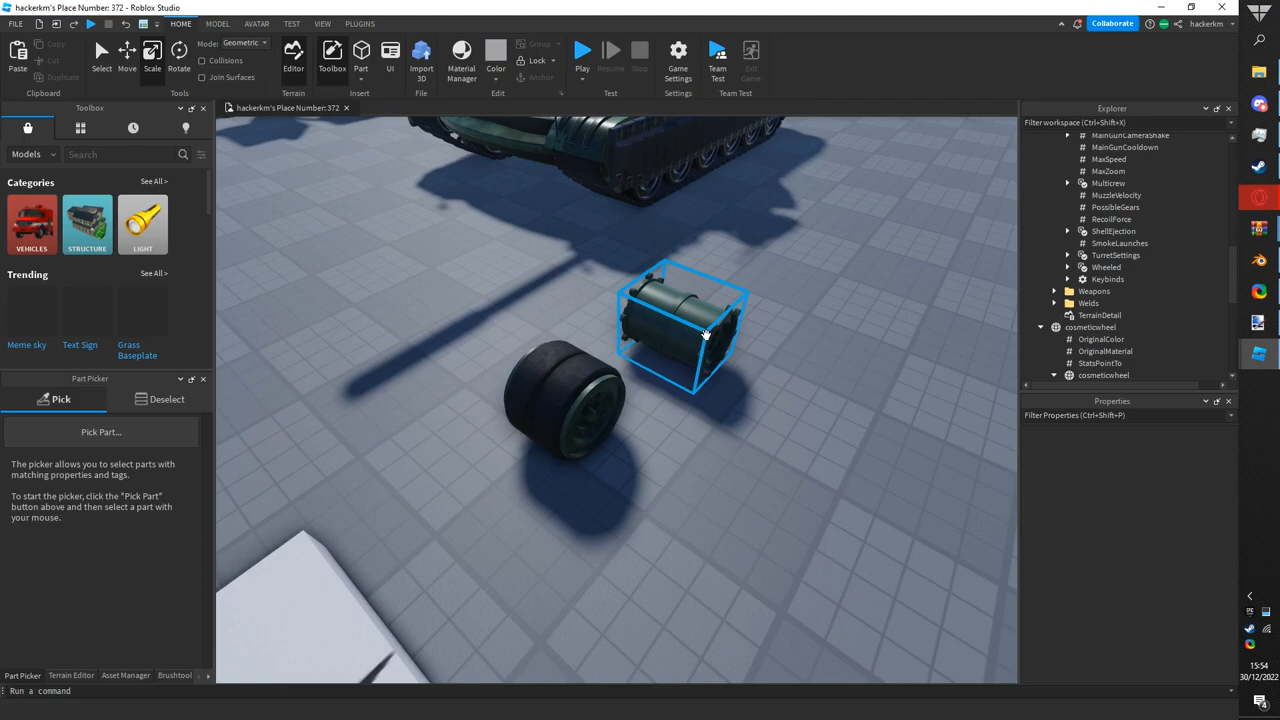 hackerkm's Place Number: 372 - Roblox Studio
FILE
HOME MODEL AVATAR TEST VIEW PLUGINS
Collaborate
hackerkm
Paste
Copy
Cut
Duplicate
Clipboard
Select Move Scale Rotate
Mode: Geometric
Collisions
Join Surfaces
Tools
Editor
Terrain
Toolbox Part UI
Insert
Import
3D
File
Material
Manager
Color
Group
Lock
Anchor
Edit
Play Resume Stop
Test
Game
Settings
Settings
Team
Test
Exit
Game
Team Test
Toolbox
hackerkm's Place Number: 372
Models
Search
Categories
See All >
VEHICLES
STRUCTURE
LIGHT
Trending
See All >
Meme sky
Text Sign
Grass
Baseplate
Part Picker
Pick
Deselect
Pick Part...
The picker allows you to select parts with
matching properties and tags.
To start the picker, click the "Pick Part"
button above and then select a part with
your mouse.
Part Picker Terrain Editor Asset Manager Brushtool
Run a command
Explorer
Filter workspace (Ctrl+Shift+X)
# MainGunCameraShake
# MainGunCooldown
# MaxSpeed
# MaxZoom
Multicrew
# MuzzleVelocity
# PossibleGears
# RecoilForce
ShellEjection
# SmokeLaunches
TurretSettings
Wheeled
Keybinds
Weapons
Welds
TerrainDetail
cosmeticwheel
# OriginalColor
# OriginalMaterial
# StatsPointTo
cosmeticwheel
Properties
Filter Properties (Ctrl+Shift+P)
15:54
30/12/2022
4